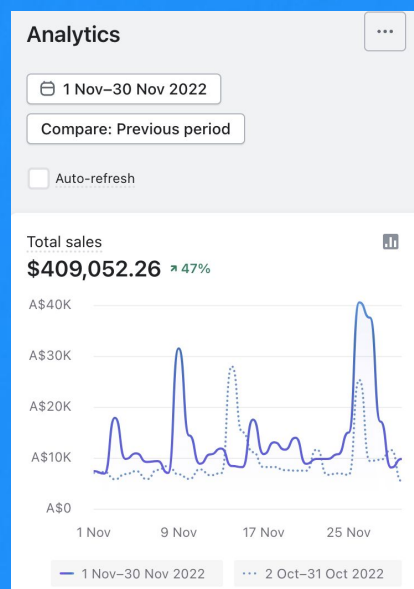 Analytics
...
1 Nov–30 Nov 2022
Compare: Previous period
Auto-refresh
Total sales
$409,052.26 ↗ 47%
A$40K
A$30K
A$20K
A$10K
A$0
1 Nov 9 Nov 17 Nov 25 Nov
1 Nov–30 Nov 2022 2 Oct–31 Oct 2022